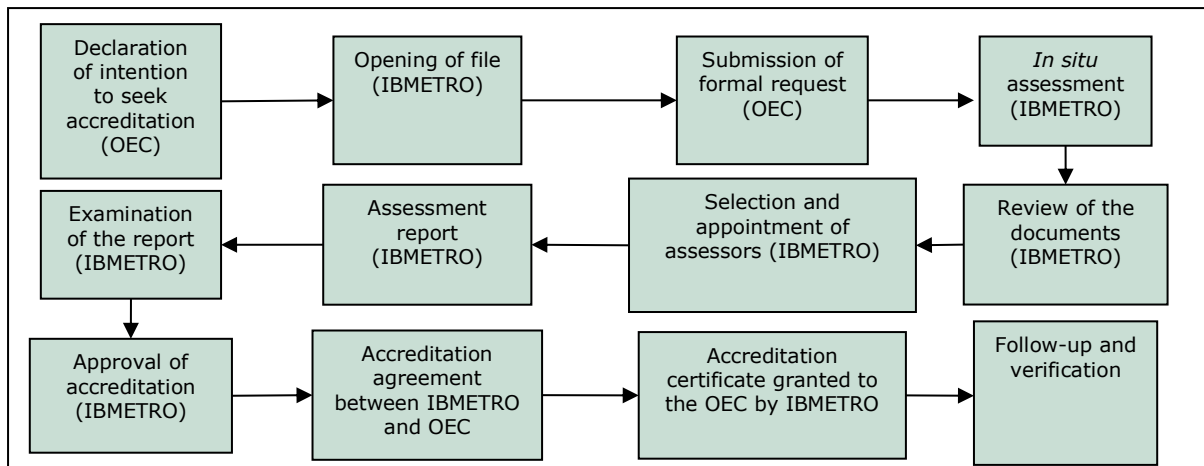 Declaration
of intention
to seek
accreditation
(OEC)
Opening of file
(IBMETRO)
Submission of
formal request
(OEC)
In situ
assessment
(IBMETRO)
Review of the
documents
(IBMETRO)
Selection and
appointment of
assessors (IBMETRO)
Assessment
report
(IBMETRO)
Examination
of the report
(IBMETRO)
Approval of
accreditation
(IBMETRO)
Accreditation
agreement
between IBMETRO
and OEC
Accreditation
certificate granted to
the OEC by IBMETRO
Follow-up and
verification